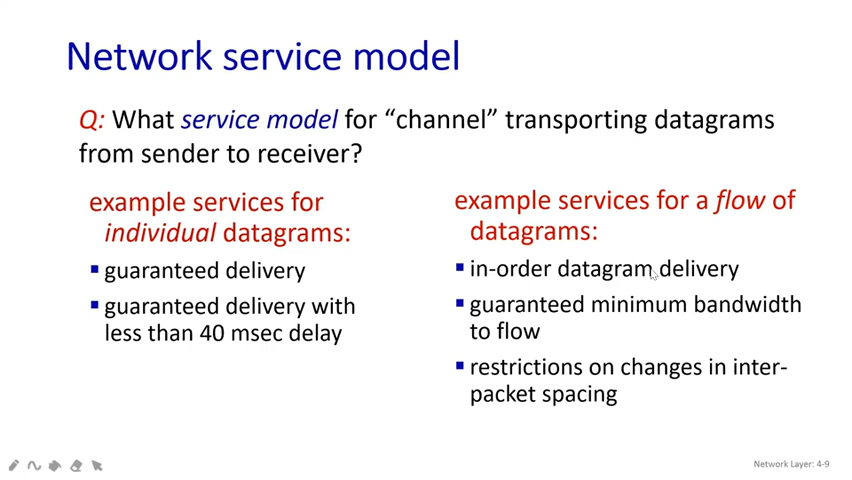 Network service model
Q: What service model for “channel” transporting datagrams
from sender to receiver?
example services for
individual datagrams:
▪ guaranteed delivery
▪ guaranteed delivery with
less than 40 msec delay
example services for a flow of
datagrams:
▪ in-order datagram delivery
▪ guaranteed minimum bandwidth
to flow
▪ restrictions on changes in inter-
packet spacing
Network Layer: 4-9